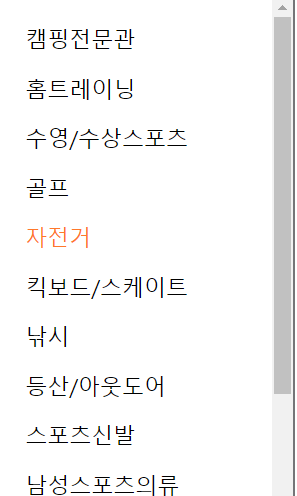 캠핑전문관
홈트레이닝
수영/수상스포츠
골프
자전거
킥보드/스케이트
낚시
등산/아웃도어
스포츠신발
남성스포츠의류